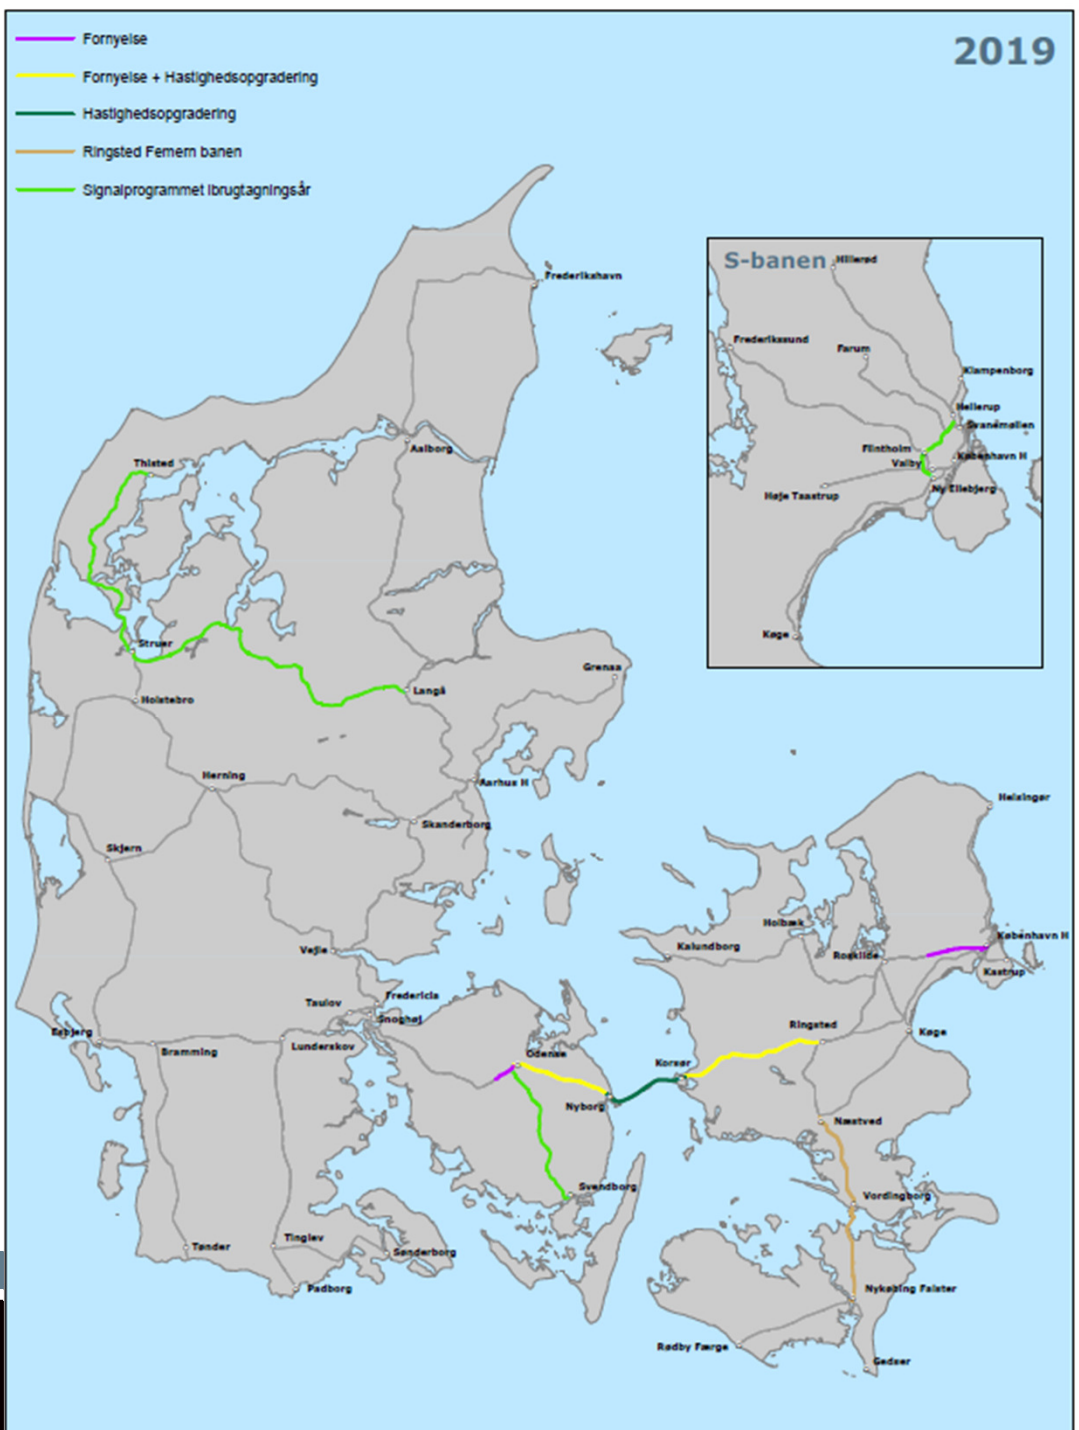 Fornyelse
2019
Fornyelse + Hastighedsopgradering
Hastighedsopgradering
Ringsted Femern banen
Signalprogrammet Ibrugtagningsår
S-banen
Hillerød
Frederikshavn
Frederikssund
Farum
Klampenborg
Hellerup
Svanemøllen
Aalborg
Flintholm
København H
Valby
Thisted
Høje Taastrup
Ny Ellebjerg
Køge
Struer
Grenaa
Langå
Holstebro
Herning
Aarhus H
Helsingør
Skanderborg
Skjern
Holbæk
København H
Kalundborg
Vejle
Roskilde
Kastrup
Fredericia
Taulov
Snoghøj
Ringsted
Esbjerg
Køge
Bramming
Lunderskov
Odense
Korsør
Nyborg
Næstved
Svendborg
Vordingborg
Tinglev
Tønder
Sønderborg
Padborg
Nykøbing Falster
Rødby Færge
Gedser